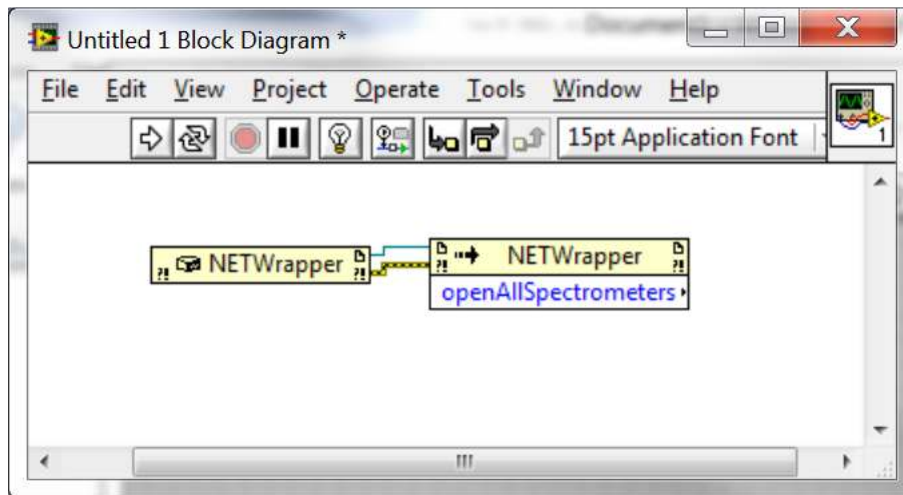 Untitled 1 Block Diagram *
File Edit View Project Operate Tools Window Help
15pt Application Font
1
NETWrapper
NETWrapper
openAllSpectrometers